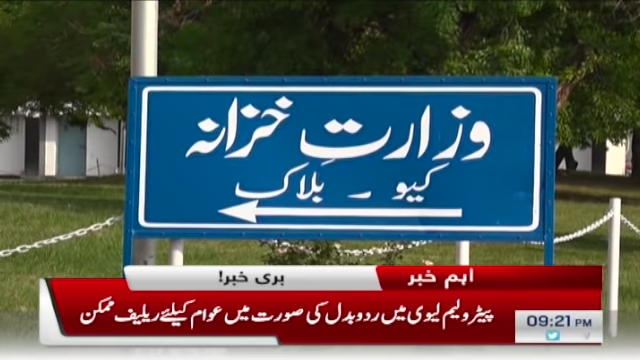 وزارتِ خزانہ
کیو - بلاک
اہم خبر
بری خبر!
پیٹرولیم لیوی میں ردوبدل کی صورت میں عوام کیلئے ریلیف ممکن
09:21 PM